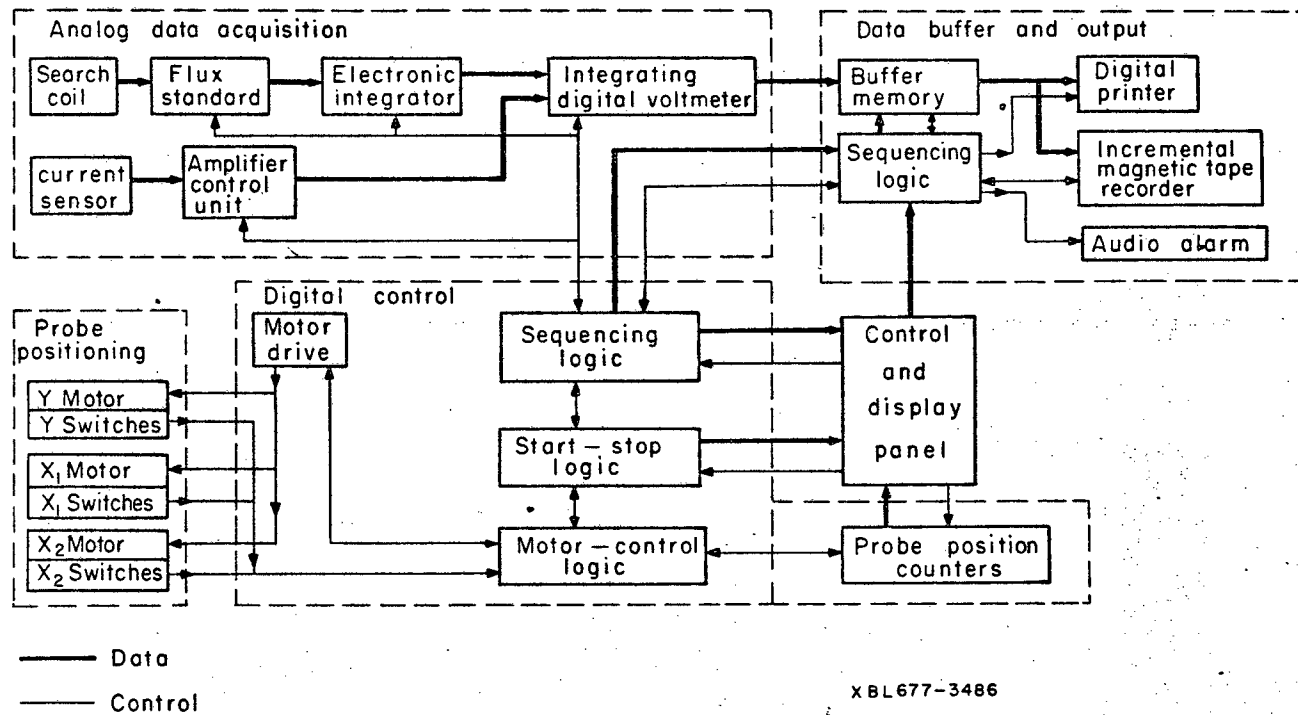 Analog data acquisition
Search
coil
Flux
standard
Electronic
integrator
Integrating
digital voltmeter
current
sensor
Amplifier
control
unit
Data buffer and output
Buffer
memory
Digital
printer
Sequencing
logic
Incremental
magnetic tape
recorder
Audio alarm
Probe
positioning
Y Motor
Y Switches
X₁ Motor
X₁ Switches
X₂ Motor
X₂ Switches
Digital control
Motor
drive
Sequencing
logic
Start-stop
logic
Motor-control
logic
Control
and
display
panel
Probe position
counters
Data
Control
XBL677-3486